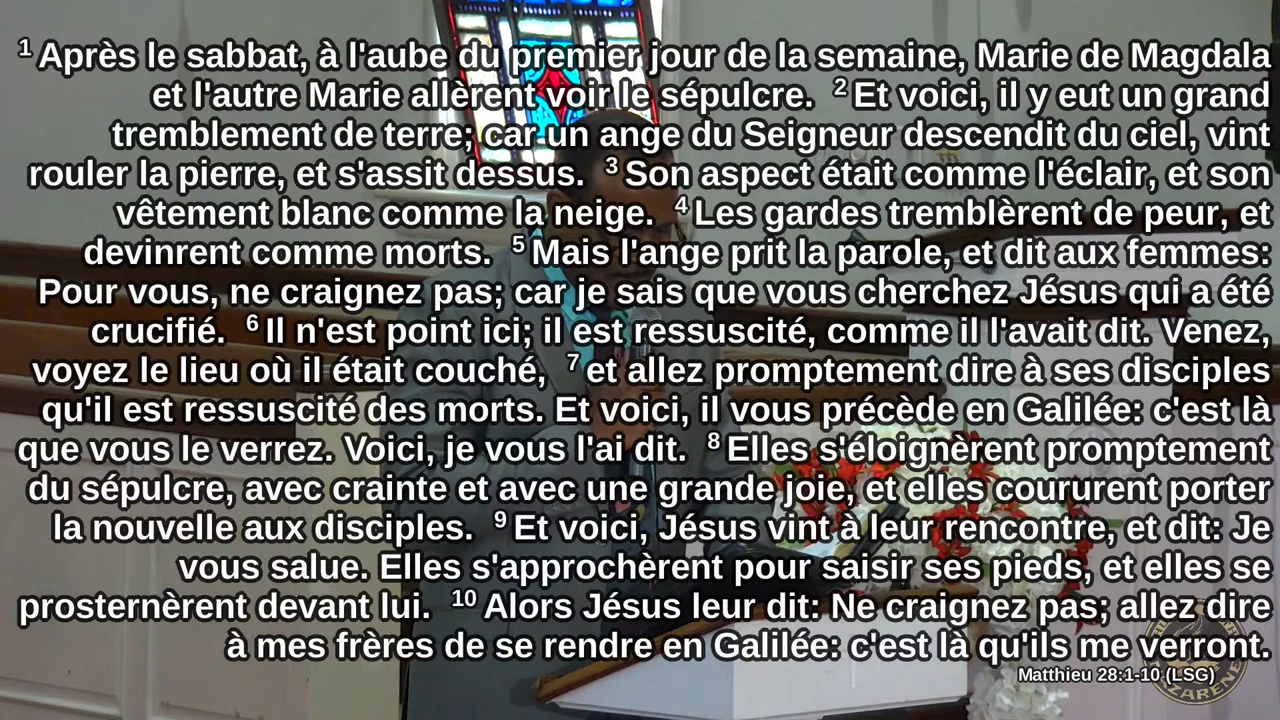 1 Après le sabbat, à l'aube du premier jour de la semaine, Marie de Magdala
et l'autre Marie allèrent voir le sépulcre. 2 Et voici, il y eut un grand
tremblement de terre; car un ange du Seigneur descendit du ciel, vint
rouler la pierre, et s'assit dessus. 3 Son aspect était comme l'éclair, et son
vêtement blanc comme la neige. 4 Les gardes tremblèrent de peur, et
devinrent comme morts. 5 Mais l'ange prit la parole, et dit aux femmes:
Pour vous, ne craignez pas; car je sais que vous cherchez Jésus qui a été
crucifié. 6 Il n'est point ici; il est ressuscité, comme il l'avait dit. Venez,
voyez le lieu où il était couché, 7 et allez promptement dire à ses disciples
qu'il est ressuscité des morts. Et voici, il vous précède en Galilée: c'est là
que vous le verrez. Voici, je vous l'ai dit. 8 Elles s'éloignèrent promptement
du sépulcre, avec crainte et avec une grande joie, et elles coururent porter
la nouvelle aux disciples. 9 Et voici, Jésus vint à leur rencontre, et dit: Je
vous salue. Elles s'approchèrent pour saisir ses pieds, et elles se
prosternèrent devant lui. 10 Alors Jésus leur dit: Ne craignez pas; allez dire
à mes frères de se rendre en Galilée: c'est là qu'ils me verront.
Matthieu 28:1-10 (LSG)